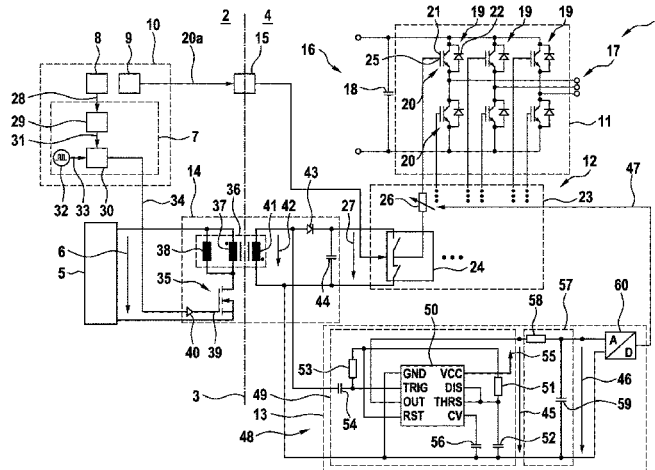 8 9 10 2 4 20a 15 21 19 22 19 19
16 25 17
28 18 20
29 7 11
31 20
12
32 33 30 34 14 36 43 26 23 47
37 41 42 27
6 38 24
5 35 44
39 50 58 57 60
40 53 55 A
GND VCC D
TRIG DIS 51
49 OUT THRS 46
3 13 54 RST CV 45 59
48 56 52